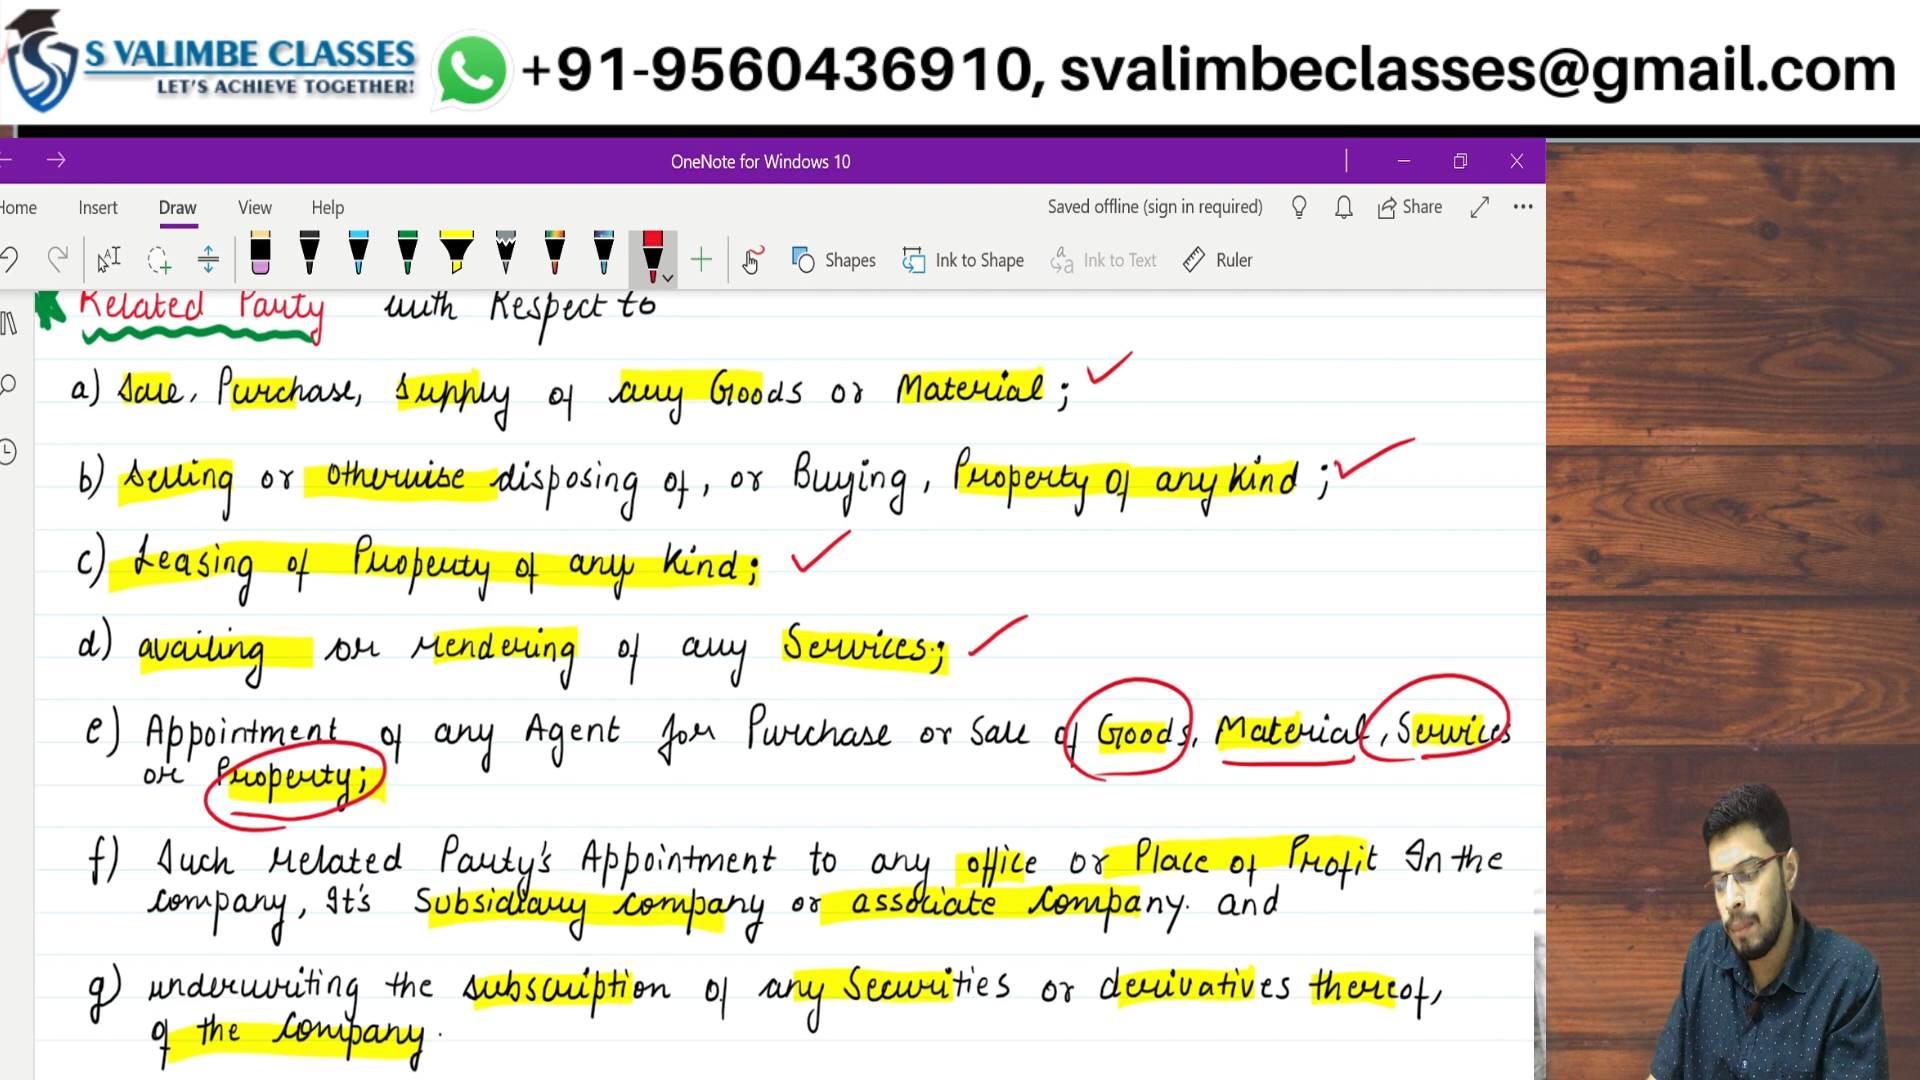 S VALIMBE CLASSES
LET'S ACHIEVE TOGETHER!
+91-9560436910, svalimbeclasses@gmail.com
OneNote for Windows 10
Home Insert Draw View Help
Saved offline (sign in required) Share
Shapes Ink to Shape Ink to Text Ruler
Related Party with Respect to
a) Sale, Purchase, Supply of any Goods or Material;
b) Selling or otherwise disposing of, or Buying, Property of any Kind;
c) Leasing of Property of any Kind;
d) availing or rendering of any Services;
e) Appointment of any Agent for Purchase or Sale of Goods, Material, Services
or Property;
f) Such related Party's Appointment to any office or Place of Profit In the
company, It's Subsidiary company or associate company. and
g) underwriting the subscription of any Securities or derivatives thereof,
of the company.